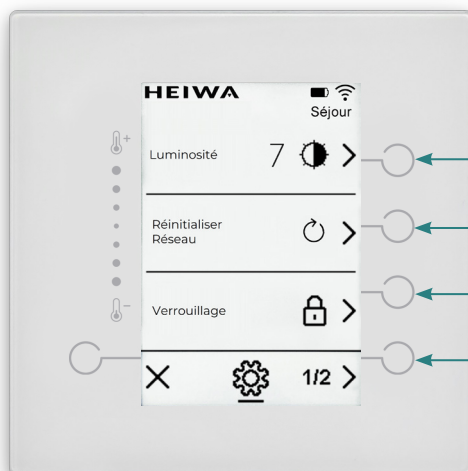 HEIWA
Séjour
Luminosité 7
Réinitialiser
Réseau
Verrouillage
1/2